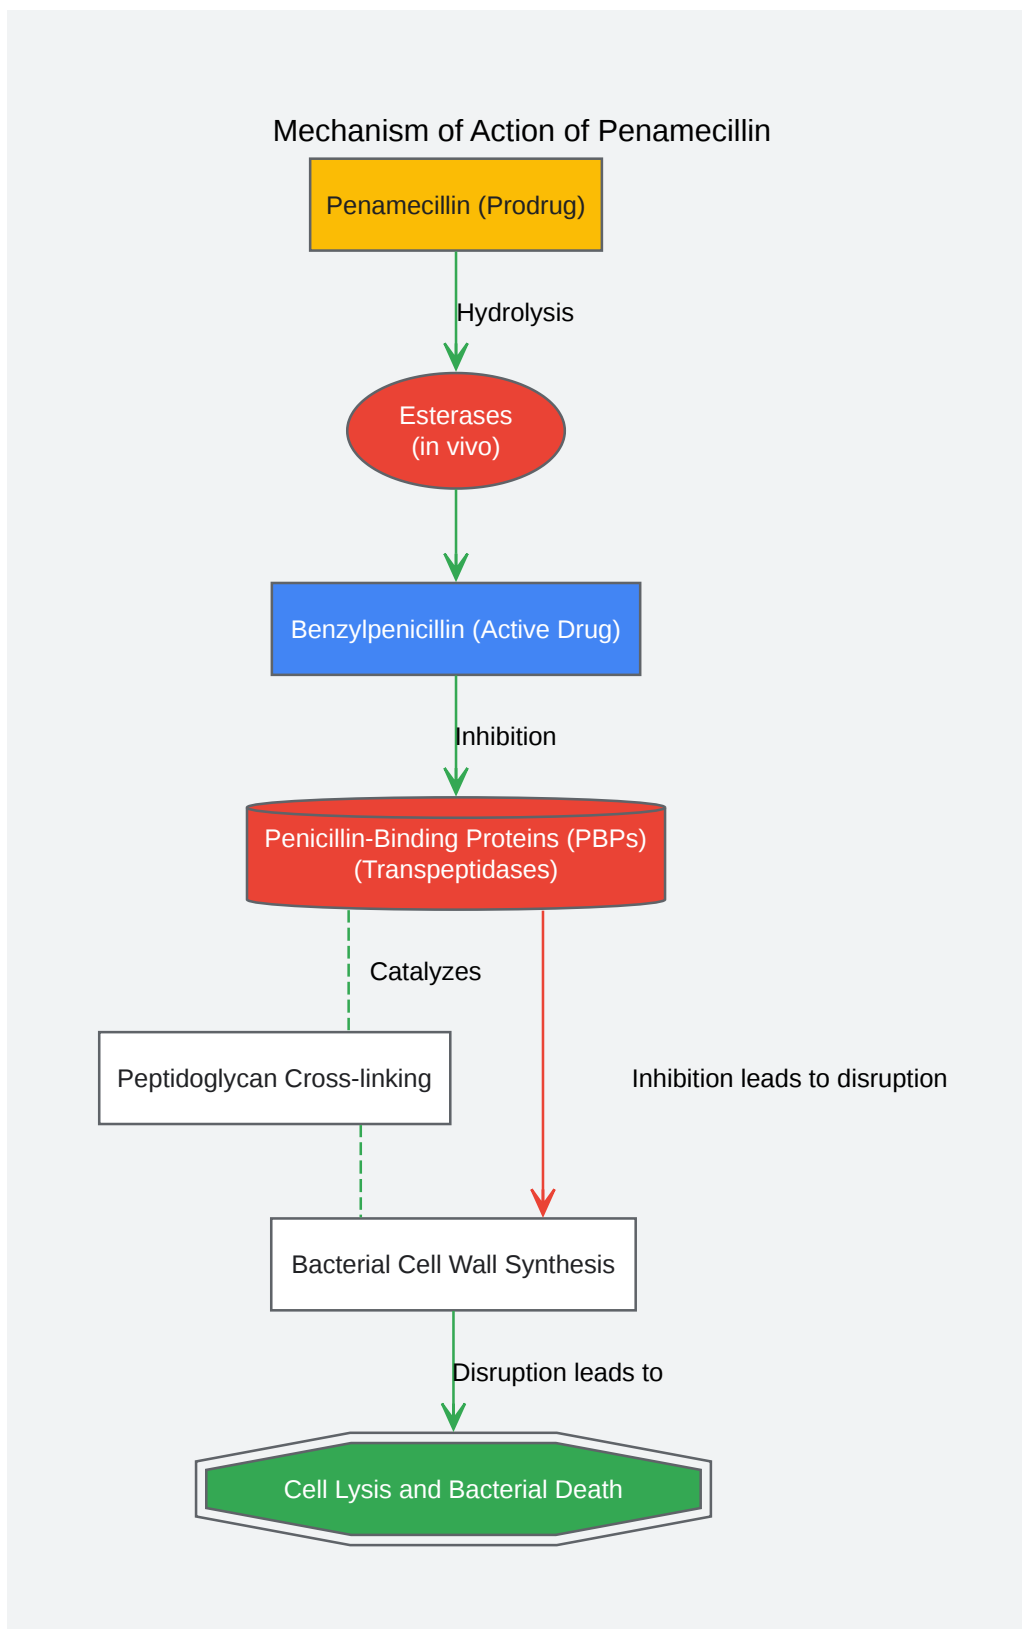 Mechanism of Action of Penamecillin
Penamecillin (Prodrug)
Hydrolysis
Esterases
(in vivo)
Benzylpenicillin (Active Drug)
Inhibition
Penicillin-Binding Proteins (PBPs)
(Transpeptidases)
Catalyzes
Peptidoglycan Cross-linking
Inhibition leads to disruption
Bacterial Cell Wall Synthesis
Disruption leads to
Cell Lysis and Bacterial Death